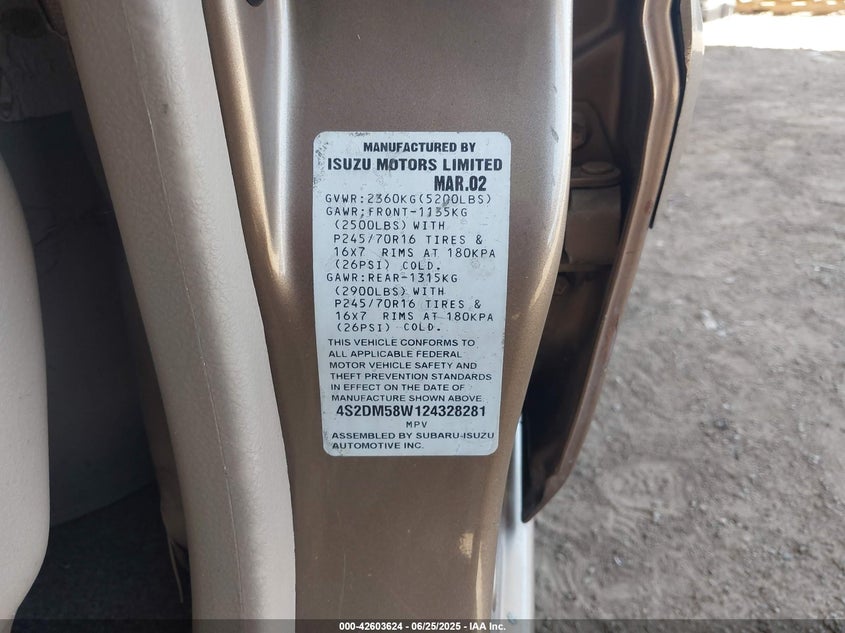 MANUFACTURED BY
ISUZU MOTORS LIMITED
MAR.02
GVWR:2360KG(5200LBS)
GAWR;FRONT-1135KG
(2500LBS) WITH
P245/70R16 TIRES &
16X7 RIMS AT 180KPA
(26PSI) COLD.
GAWR:REAR-1315KG
(2900LBS) WITH
P245/70R16 TIRES &
16X7 RIMS AT 180KPA
(26PSI) COLD.
THIS VEHICLE CONFORMS TO
ALL APPLICABLE FEDERAL
MOTOR VEHICLE SAFETY AND
THEFT PREVENTION STANDARDS
IN EFFECT ON THE DATE OF
MANUFACTURE SHOWN ABOVE.
4S2DM58W124328281
MPV
ASSEMBLED BY SUBARU-ISUZU
AUTOMOTIVE INC.
000-42603624 - 06/25/2025 - IAA Inc.